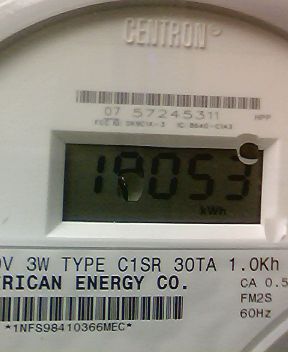 CENTRON®
07 57245311
HPP
18053
kWh
V 3W TYPE C1SR 30TA 1.0Kh
RICAN ENERGY CO.
CA 0.5
FM2S
60Hz
*1NFS98410366MEC*